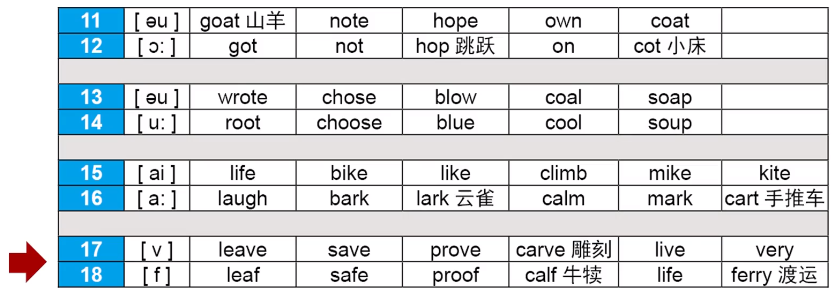 11 [ əu ] goat 山羊 note hope own coat
12 [ ɔ: ] got not hop 跳跃 on cot 小床
13 [ əu ] wrote chose blow coal soap
14 [ u: ] root choose blue cool soup
15 [ ai ] life bike like climb mike kite
16 [ a: ] laugh bark lark 云雀 calm mark cart 手推车
17 [ v ] leave save prove carve 雕刻 live very
18 [ f ] leaf safe proof calf 牛犊 life ferry 渡运